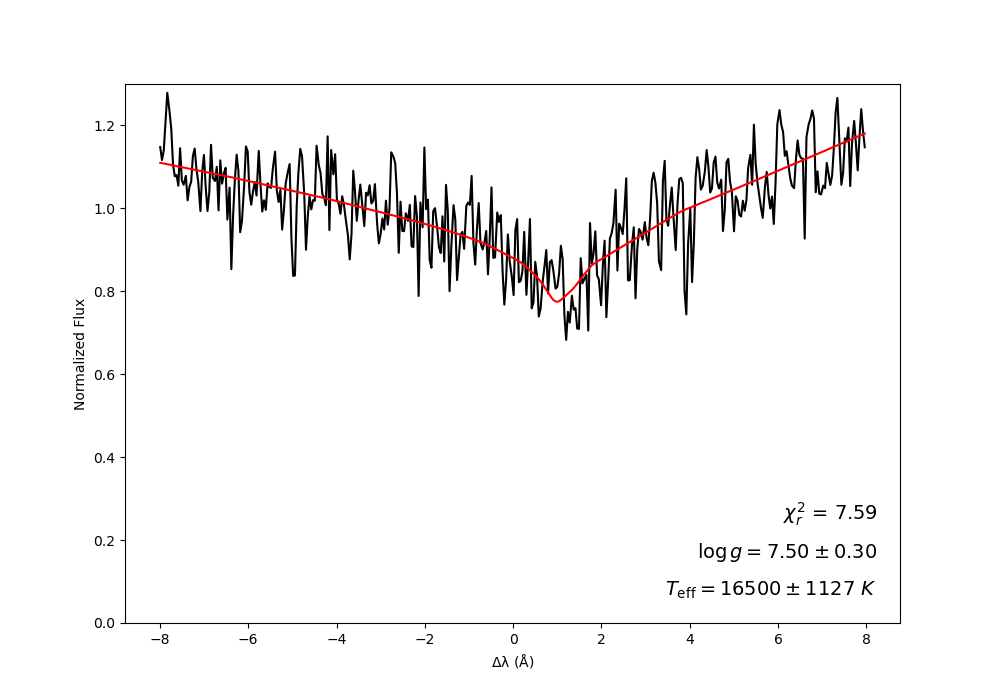 1.2
1.0
0.8
0.6
0.4
0.2
0.0
Normalized Flux
χ²ᵣ = 7.59
log g = 7.50 ± 0.30
T_eff = 16500 ± 1127 K
−8 −6 −4 −2 0 2 4 6 8
Δλ (Å)